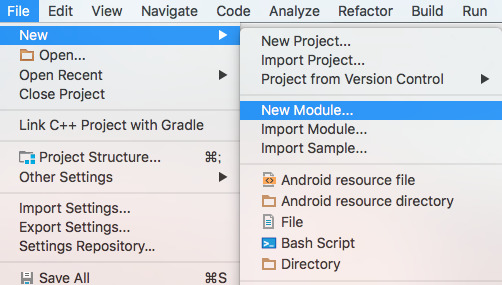 File Edit View Navigate Code Analyze Refactor Build Run
New
Open...
Open Recent
Close Project
Link C++ Project with Gradle
Project Structure... ⌘;
Other Settings
Import Settings...
Export Settings...
Settings Repository...
Save All ⌘S
New Project...
Import Project...
Project from Version Control
New Module...
Import Module...
Import Sample...
Android resource file
Android resource directory
File
Bash Script
Directory